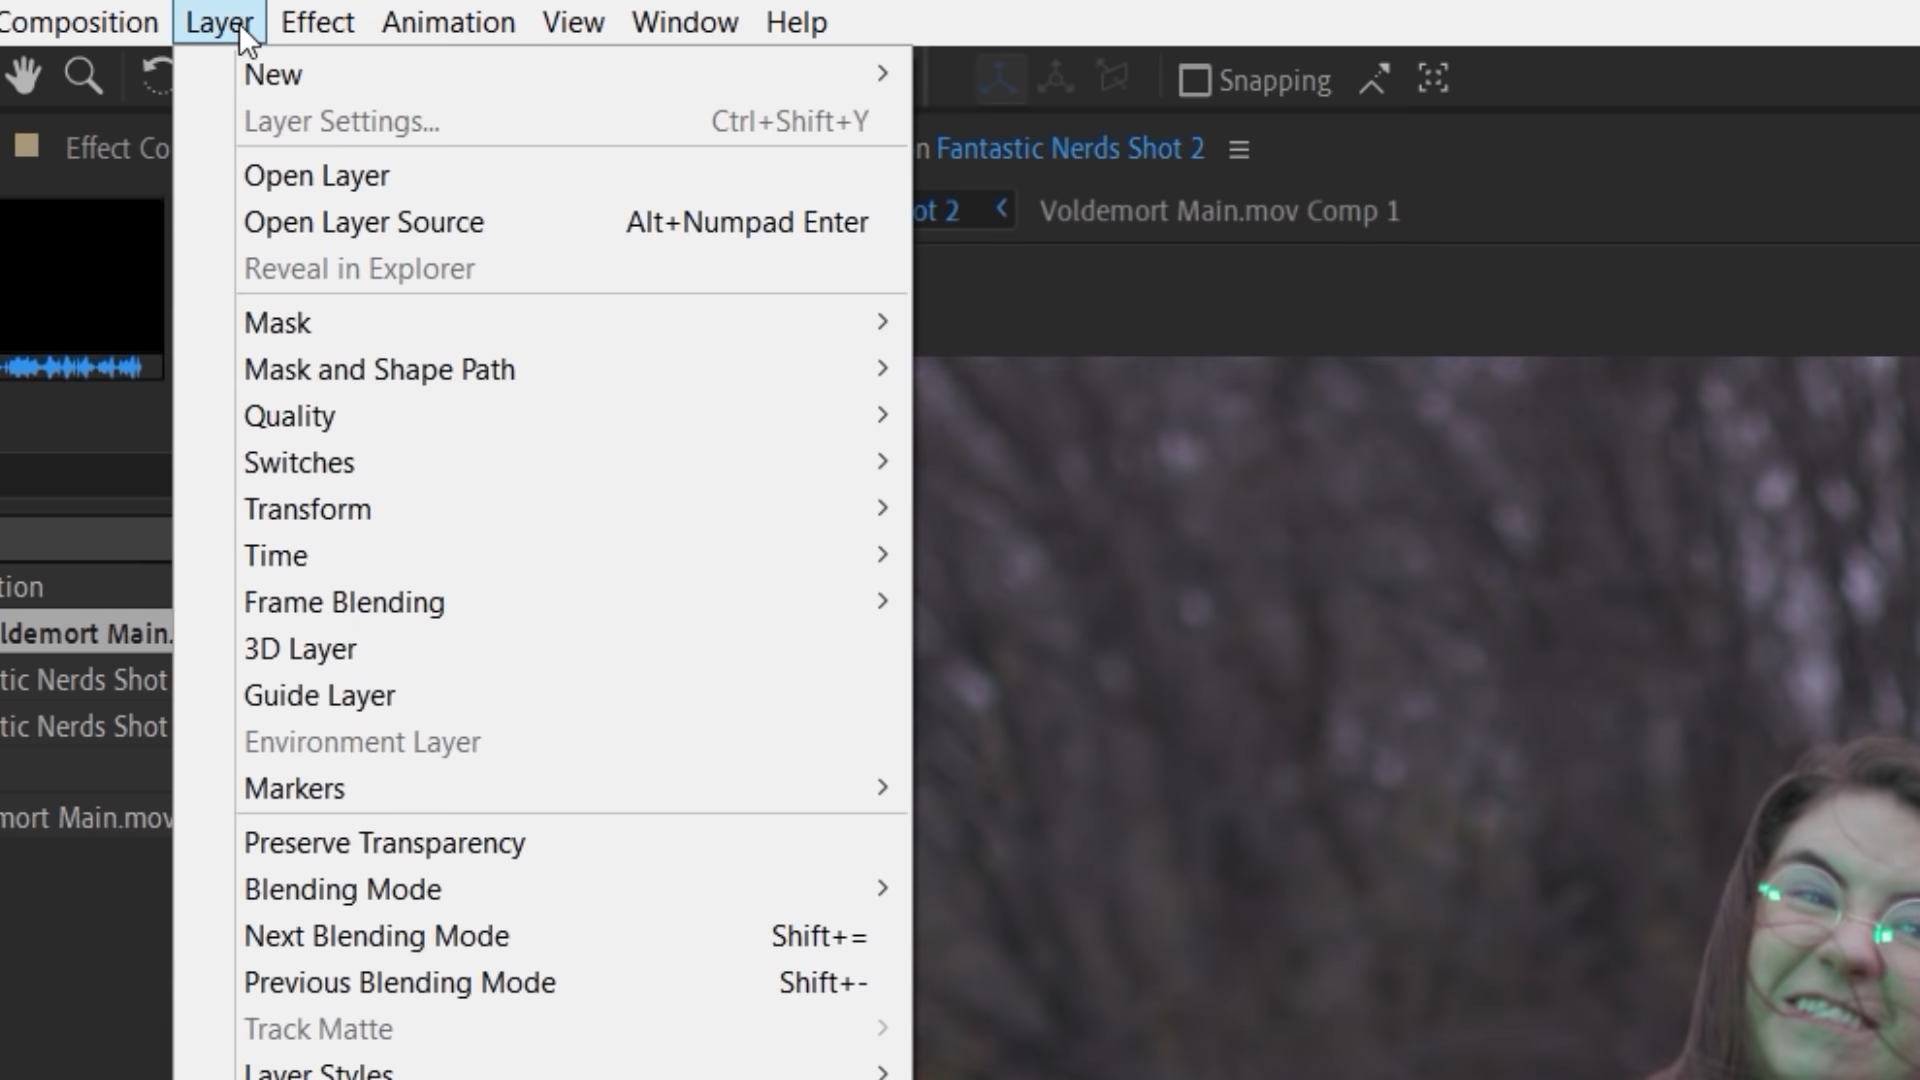 Composition Layer Effect Animation View Window Help
New
Snapping
Layer Settings... Ctrl+Shift+Y
Effect Co
n Fantastic Nerds Shot 2
Open Layer
ot 2 Voldemort Main.mov Comp 1
Open Layer Source Alt+Numpad Enter
Reveal in Explorer
Mask
Mask and Shape Path
Quality
Switches
Transform
Time
tion
Frame Blending
ldemort Main.
3D Layer
tic Nerds Shot
Guide Layer
tic Nerds Shot
Environment Layer
Markers
mort Main.mov
Preserve Transparency
Blending Mode
Next Blending Mode Shift+=
Previous Blending Mode Shift+-
Track Matte
Layer Styles